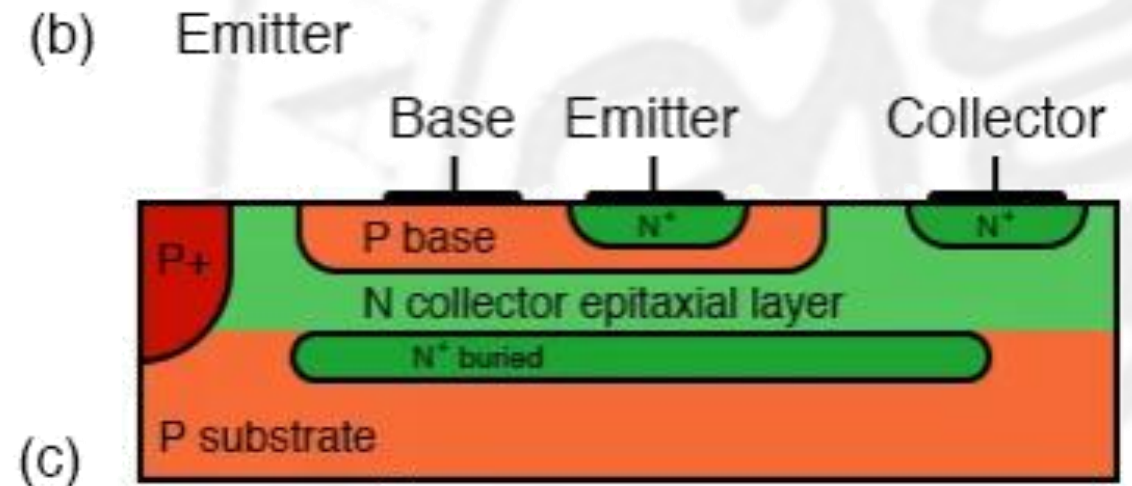 (b) Emitter
Base Emitter Collector
P+ P base N⁺ N⁺
N collector epitaxial layer
N⁺ buried
P substrate
(c)